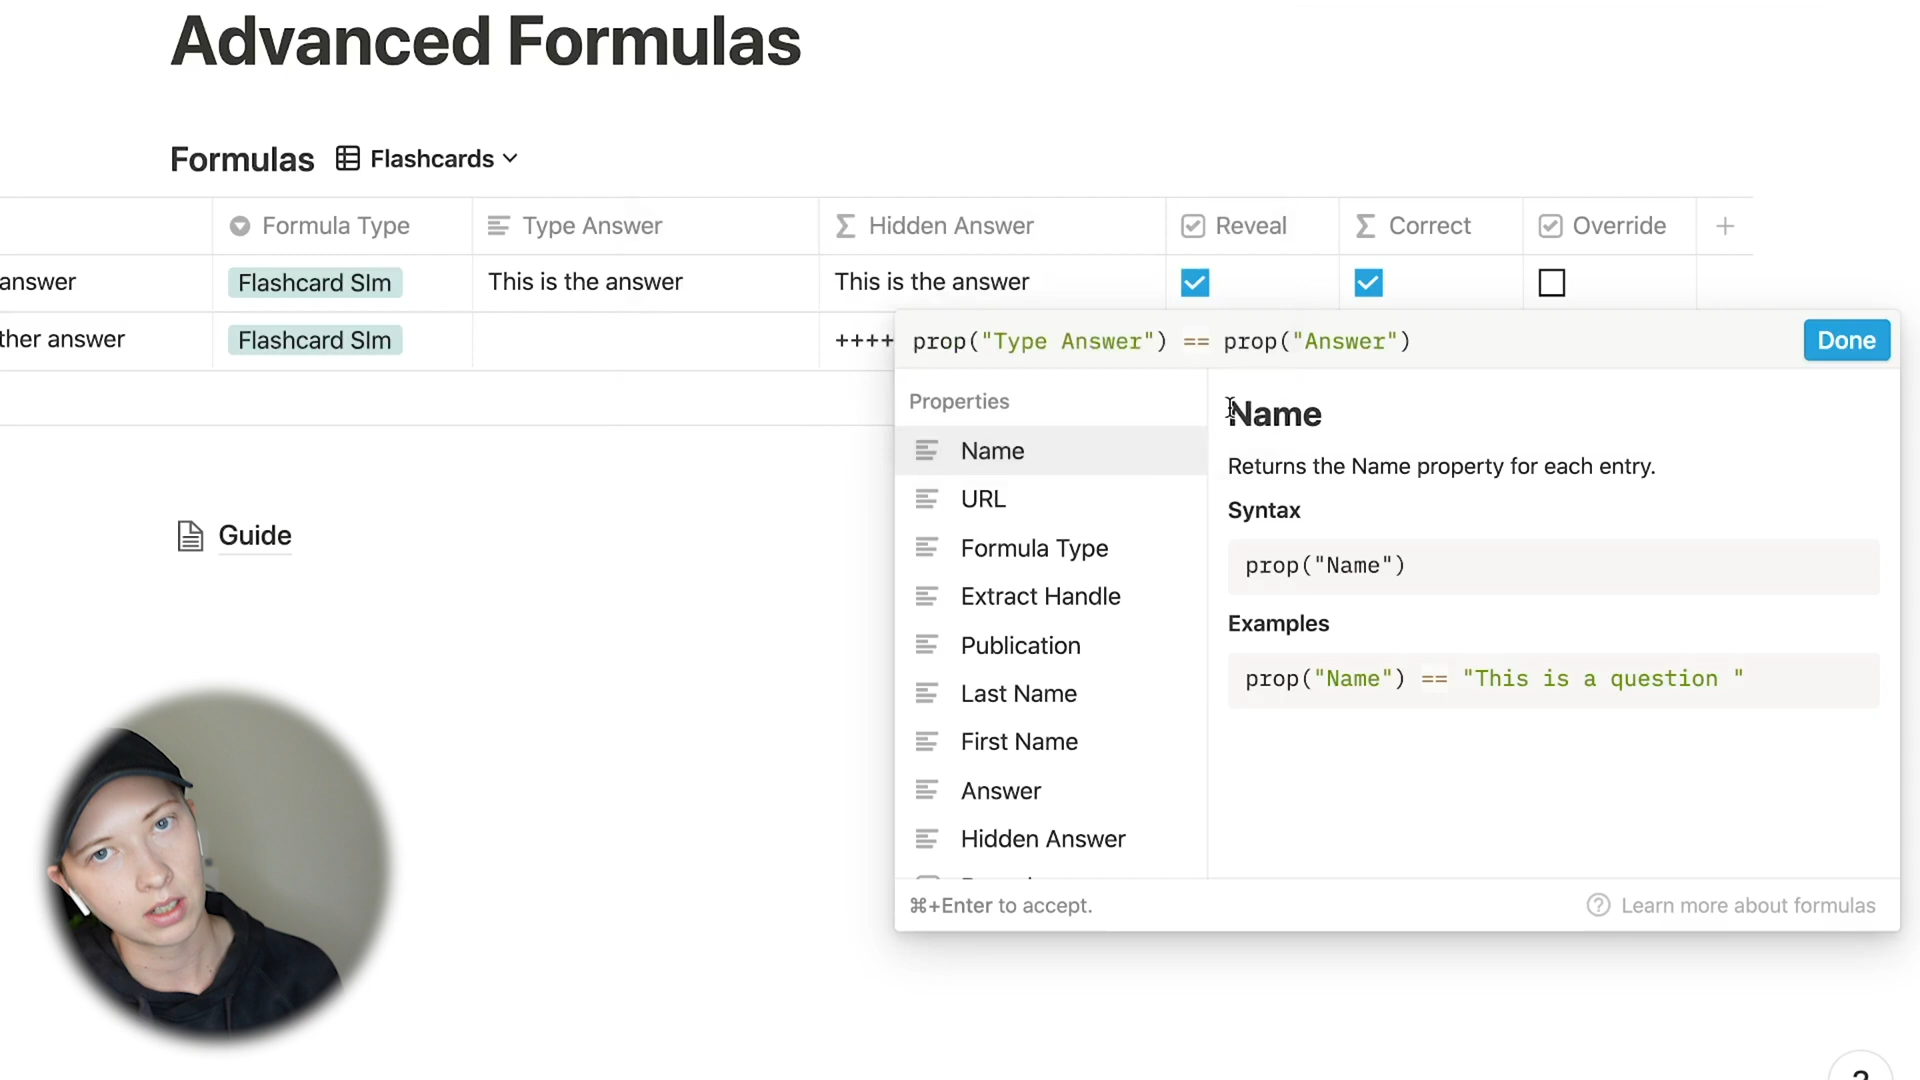 Advanced Formulas
Formulas Flashcards
Formula Type Type Answer Hidden Answer Reveal Correct Override +
answer Flashcard Slm This is the answer This is the answer
ther answer Flashcard Slm ++++
prop("Type Answer") == prop("Answer") Done
Properties
Name
URL
Formula Type
Extract Handle
Publication
Last Name
First Name
Answer
Hidden Answer
Name
Returns the Name property for each entry.
Syntax
prop("Name")
Examples
prop("Name") == "This is a question "
⌘+Enter to accept.
? Learn more about formulas
Guide